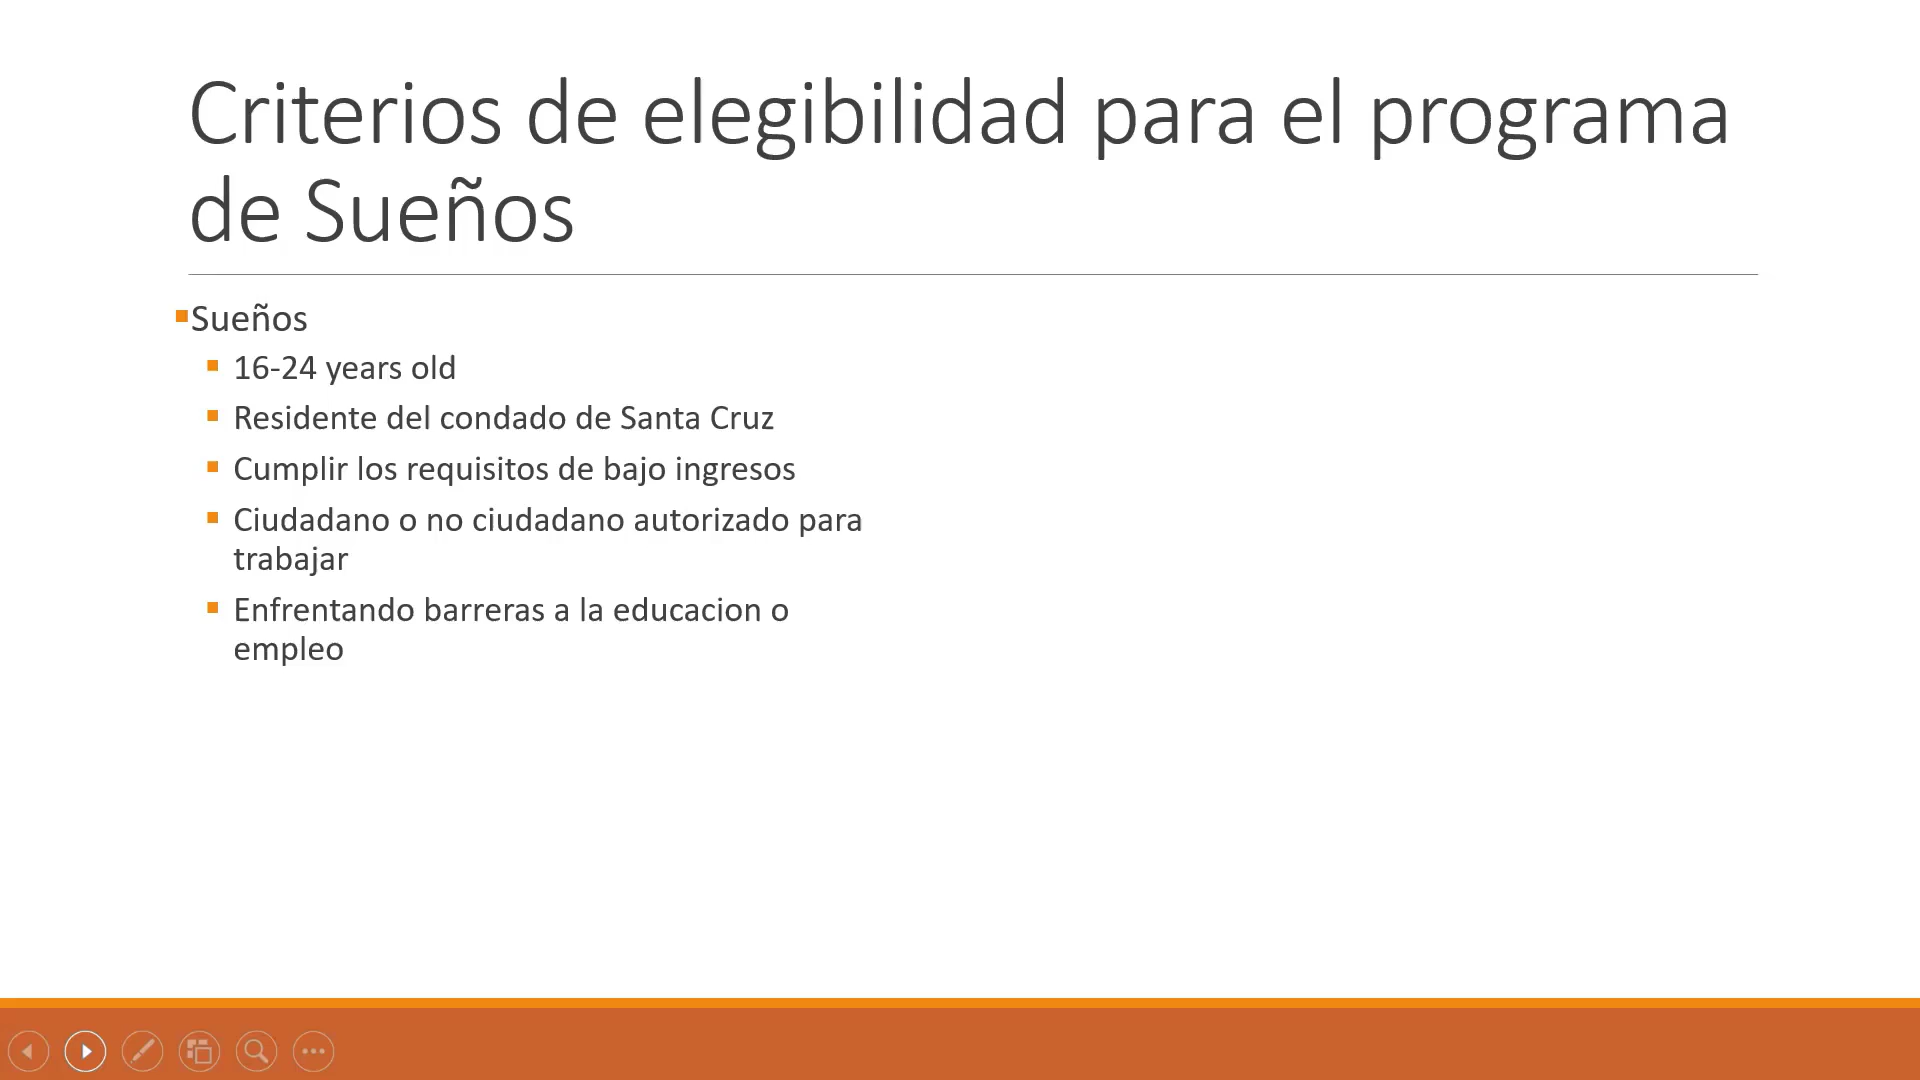 Criterios de elegibilidad para el programa
de Sueños
Sueños
16-24 years old
Residente del condado de Santa Cruz
Cumplir los requisitos de bajo ingresos
Ciudadano o no ciudadano autorizado para
trabajar
Enfrentando barreras a la educacion o
empleo